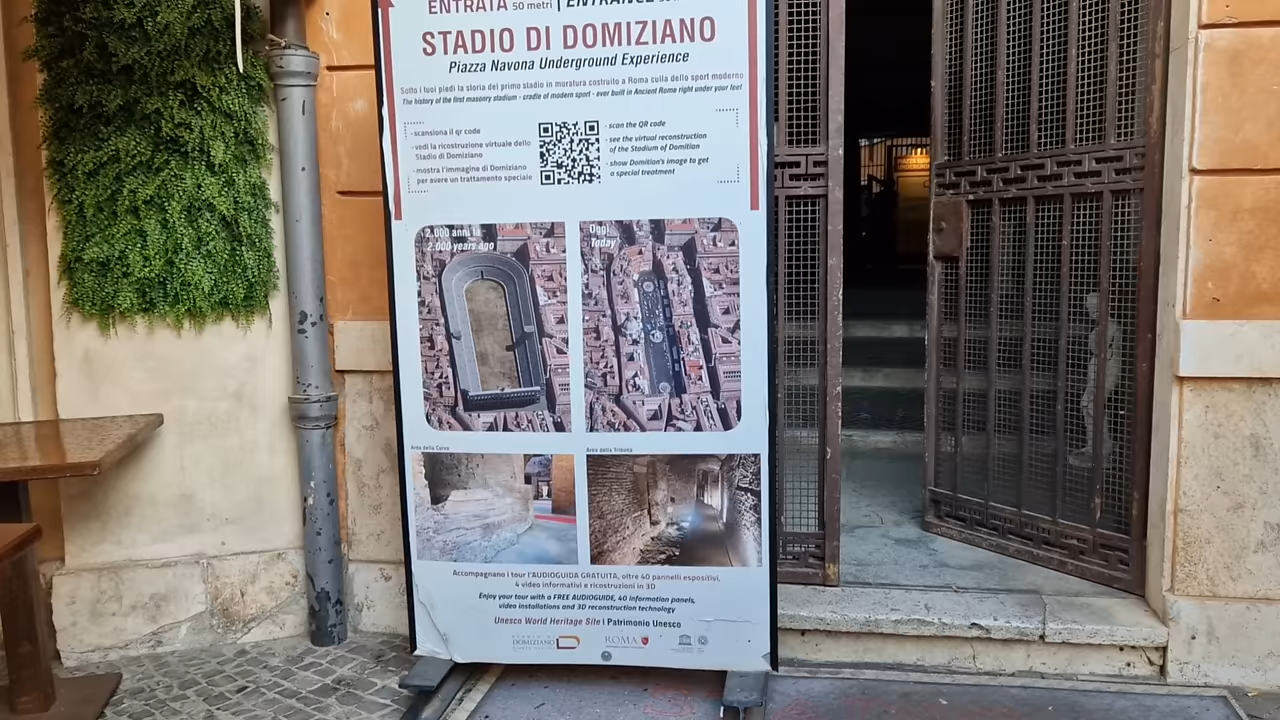 ENTRATA 50 metri | ENTRANCE
STADIO DI DOMIZIANO
Piazza Navona Underground Experience
Sotto i tuoi piedi la storia del primo stadio in muratura costruito a Roma culla dello sport moderno
The history of the first masonry stadium - cradle of modern sport - ever built in Ancient Rome right under your feet
- scansiona il qr code
- vedi la ricostruzione virtuale dello
Stadio di Domiziano
- mostra l'immagine di Domiziano
per avere un trattamento speciale
- scan the QR code
- see the virtual reconstruction
of the Stadium of Domitian
- show Domitian's image to get
a special treatment
2.000 anni fa
2.000 years ago
Oggi
Today
Area della Curva
Area della Tribuna
Accompagnano i tour l'AUDIOGUIDA GRATUITA, oltre 40 pannelli espositivi,
4 video informativi e ricostruzioni in 3D
Enjoy your tour with a FREE AUDIOGUIDE, 40 information panels,
video installations and 3D reconstruction technology
Unesco World Heritage Site | Patrimonio Unesco
STADIO DI
DOMIZIANO
ROMA